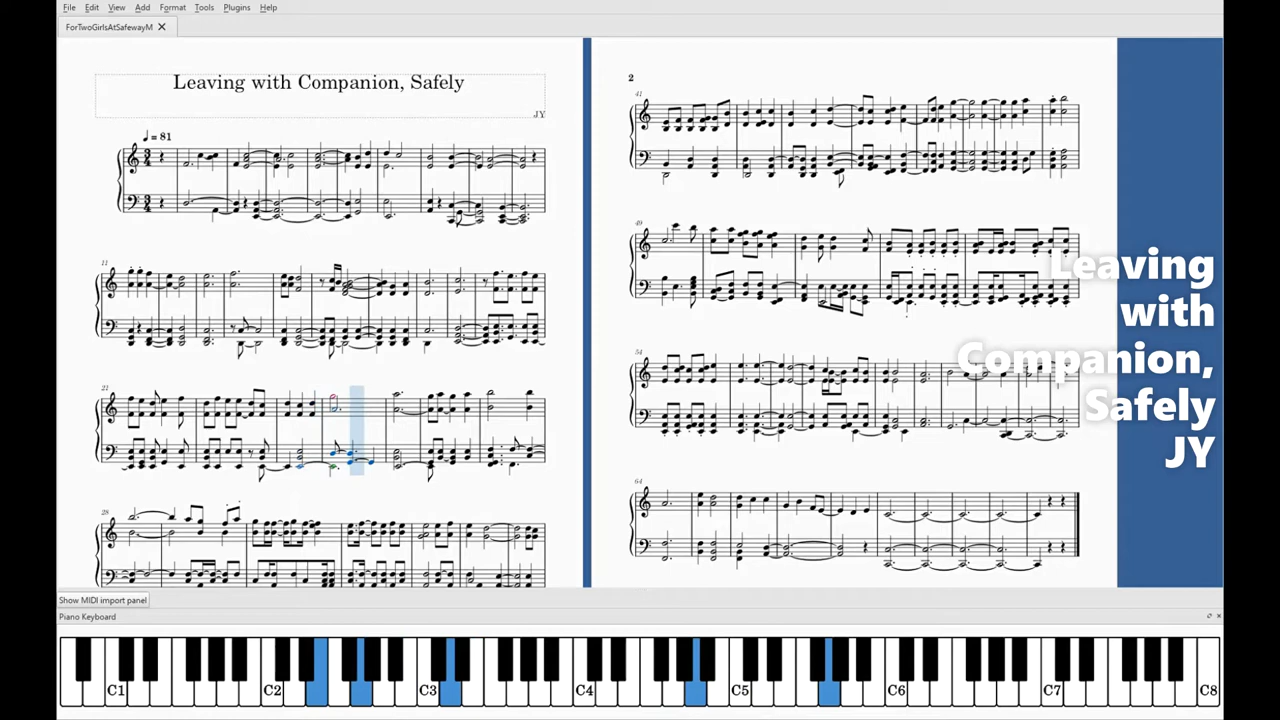 File Edit View Add Format Tools Plugins Help
ForTwoGirlsAtSafewayM
Leaving with Companion, Safely
JY
= 81
11
21
28
2
41
49
54
64
Leaving
with
Companion,
Safely
JY
Show MIDI import panel
Piano Keyboard
C1 C2 C3 C4 C5 C6 C7 C8